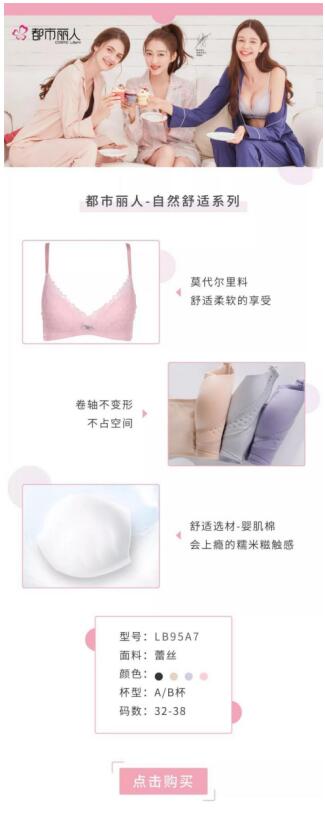 都市丽人
COSMO LADY
都市丽人-自然舒适系列
莫代尔里料
舒适柔软的享受
卷轴不变形
不占空间
舒适选材-婴肌棉
会上瘾的糯米糍触感
型号：LB95A7
面料：蕾丝
颜色：
杯型：A/B杯
码数：32-38
点击购买